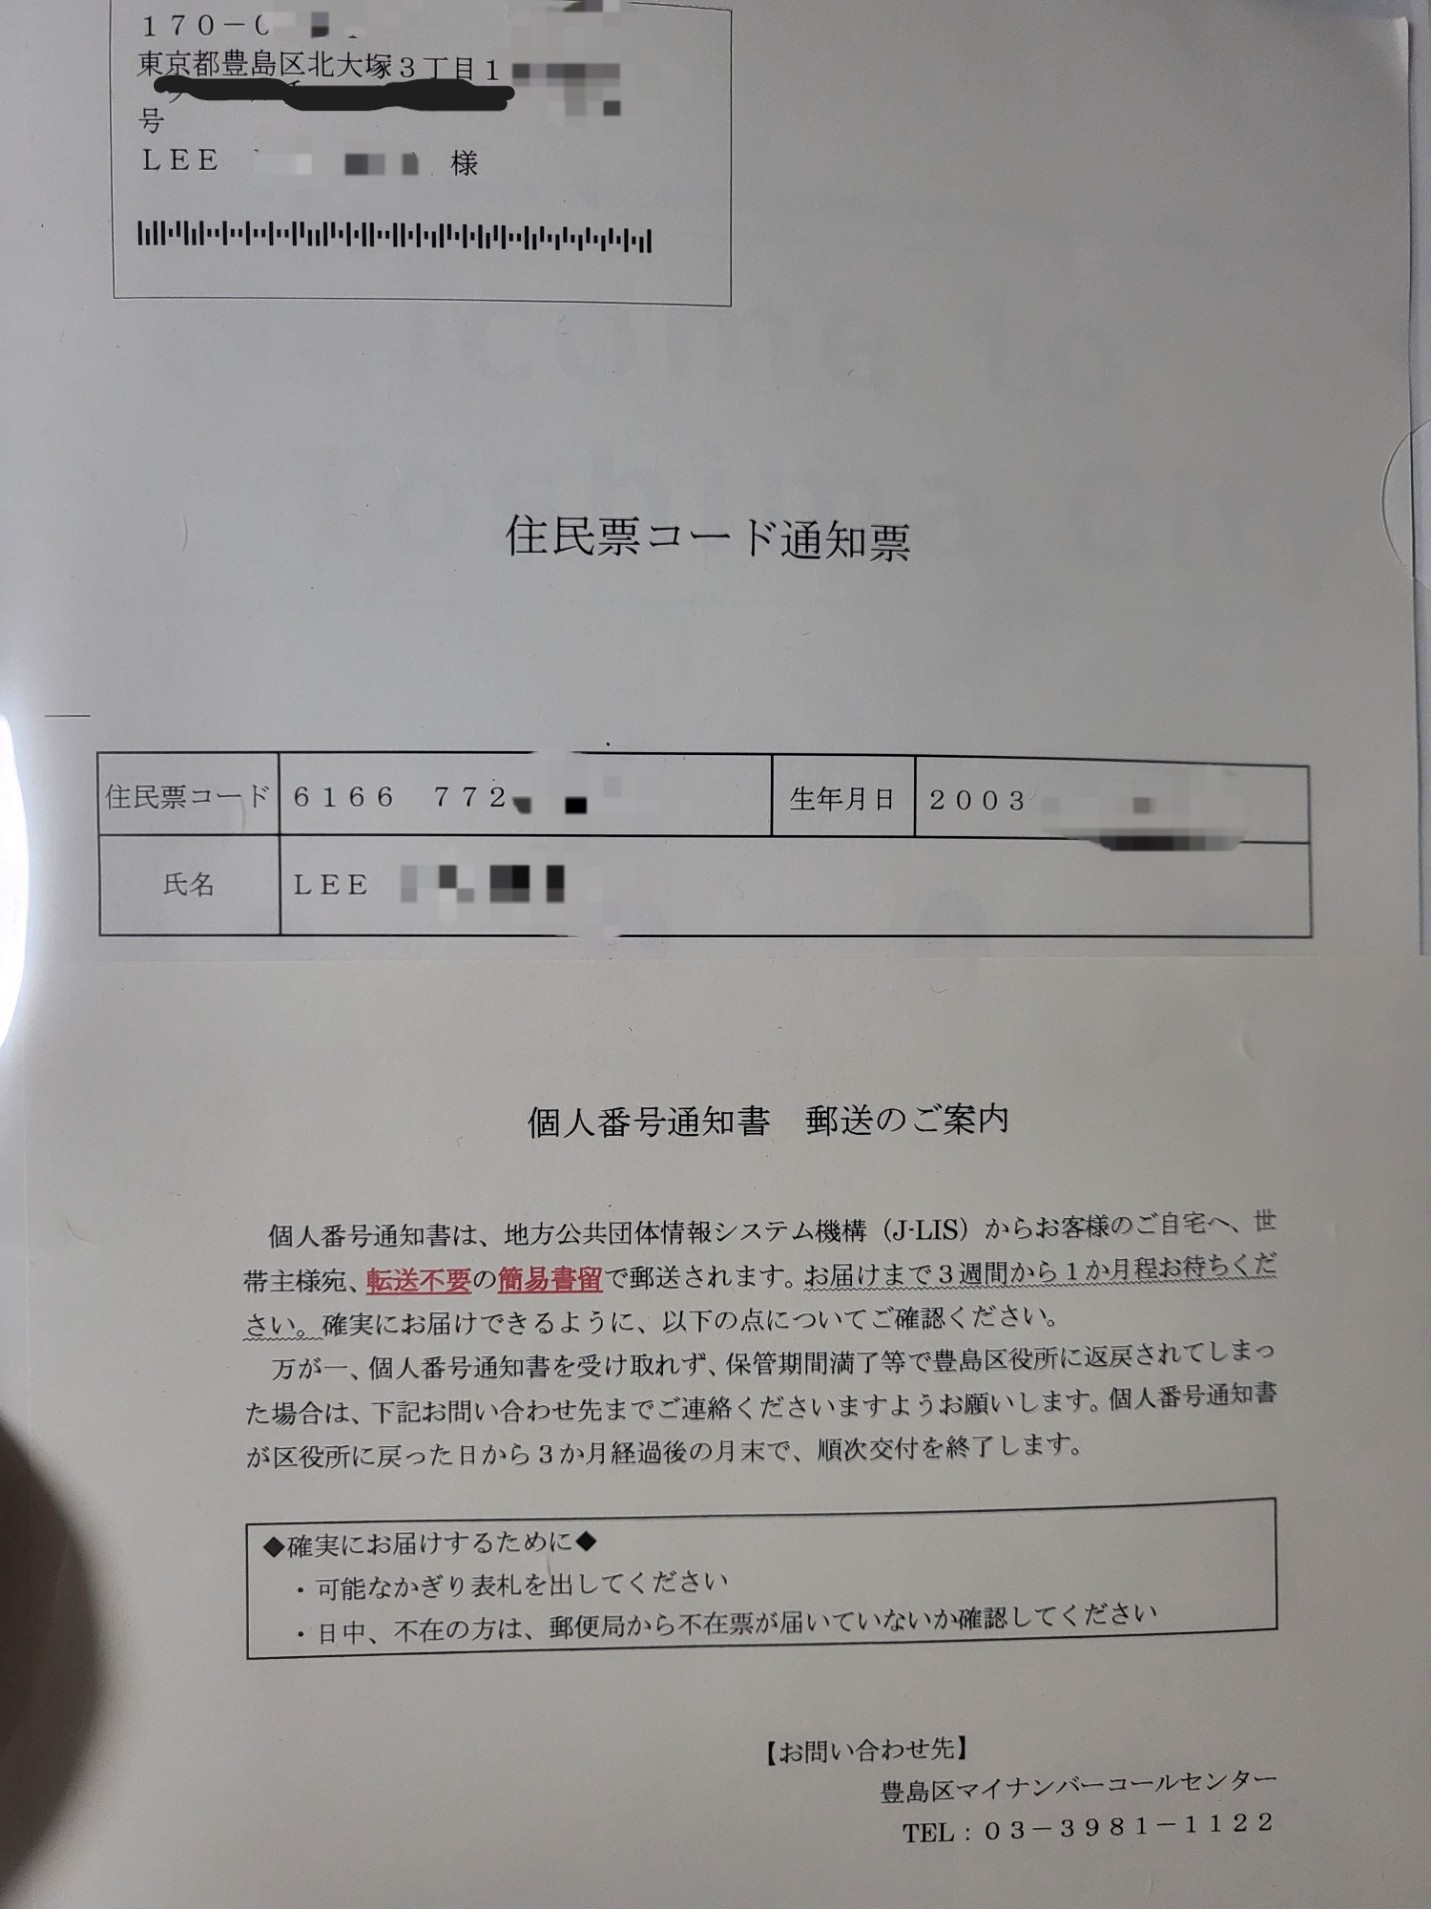 170-0
東京都豊島区北大塚3丁目1
号
LEE 様
住民票コード通知票
住民票コード 6166 772 生年月日 2003
氏名 LEE
個人番号通知書　郵送のご案内
個人番号通知書は、地方公共団体情報システム機構（J-LIS）からお客様のご自宅へ、世
帯主様宛、転送不要の簡易書留で郵送されます。お届けまで3週間から1か月程お待ちくだ
さい。確実にお届けできるように、以下の点についてご確認ください。
万が一、個人番号通知書を受け取れず、保管期間満了等で豊島区役所に返戻されてしまっ
た場合は、下記お問い合わせ先までご連絡くださいますようお願いします。個人番号通知書
が区役所に戻った日から3か月経過後の月末で、順次交付を終了します。
◆確実にお届けするために◆
・可能なかぎり表札を出してください
・日中、不在の方は、郵便局から不在票が届いていないか確認してください
【お問い合わせ先】
豊島区マイナンバーコールセンター
TEL：03－3981－1122